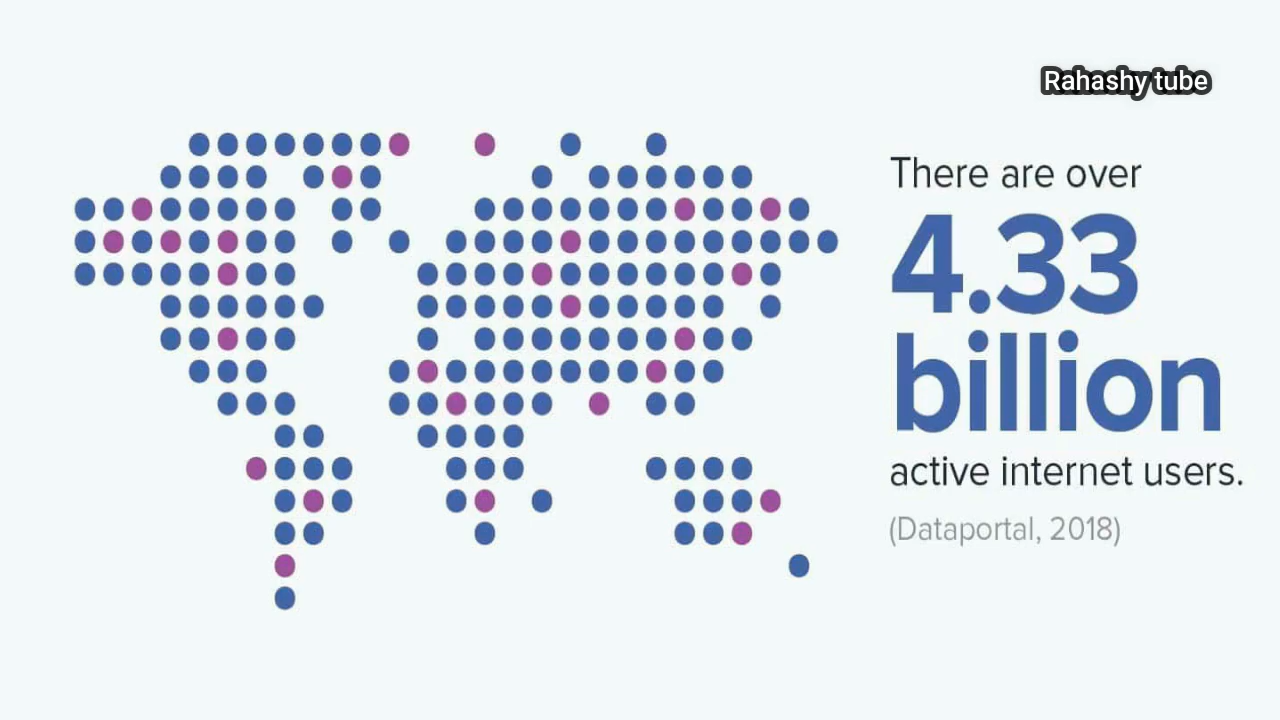 Rahashy tube
There are over
4.33
billion
active internet users.
(Dataportal, 2018)